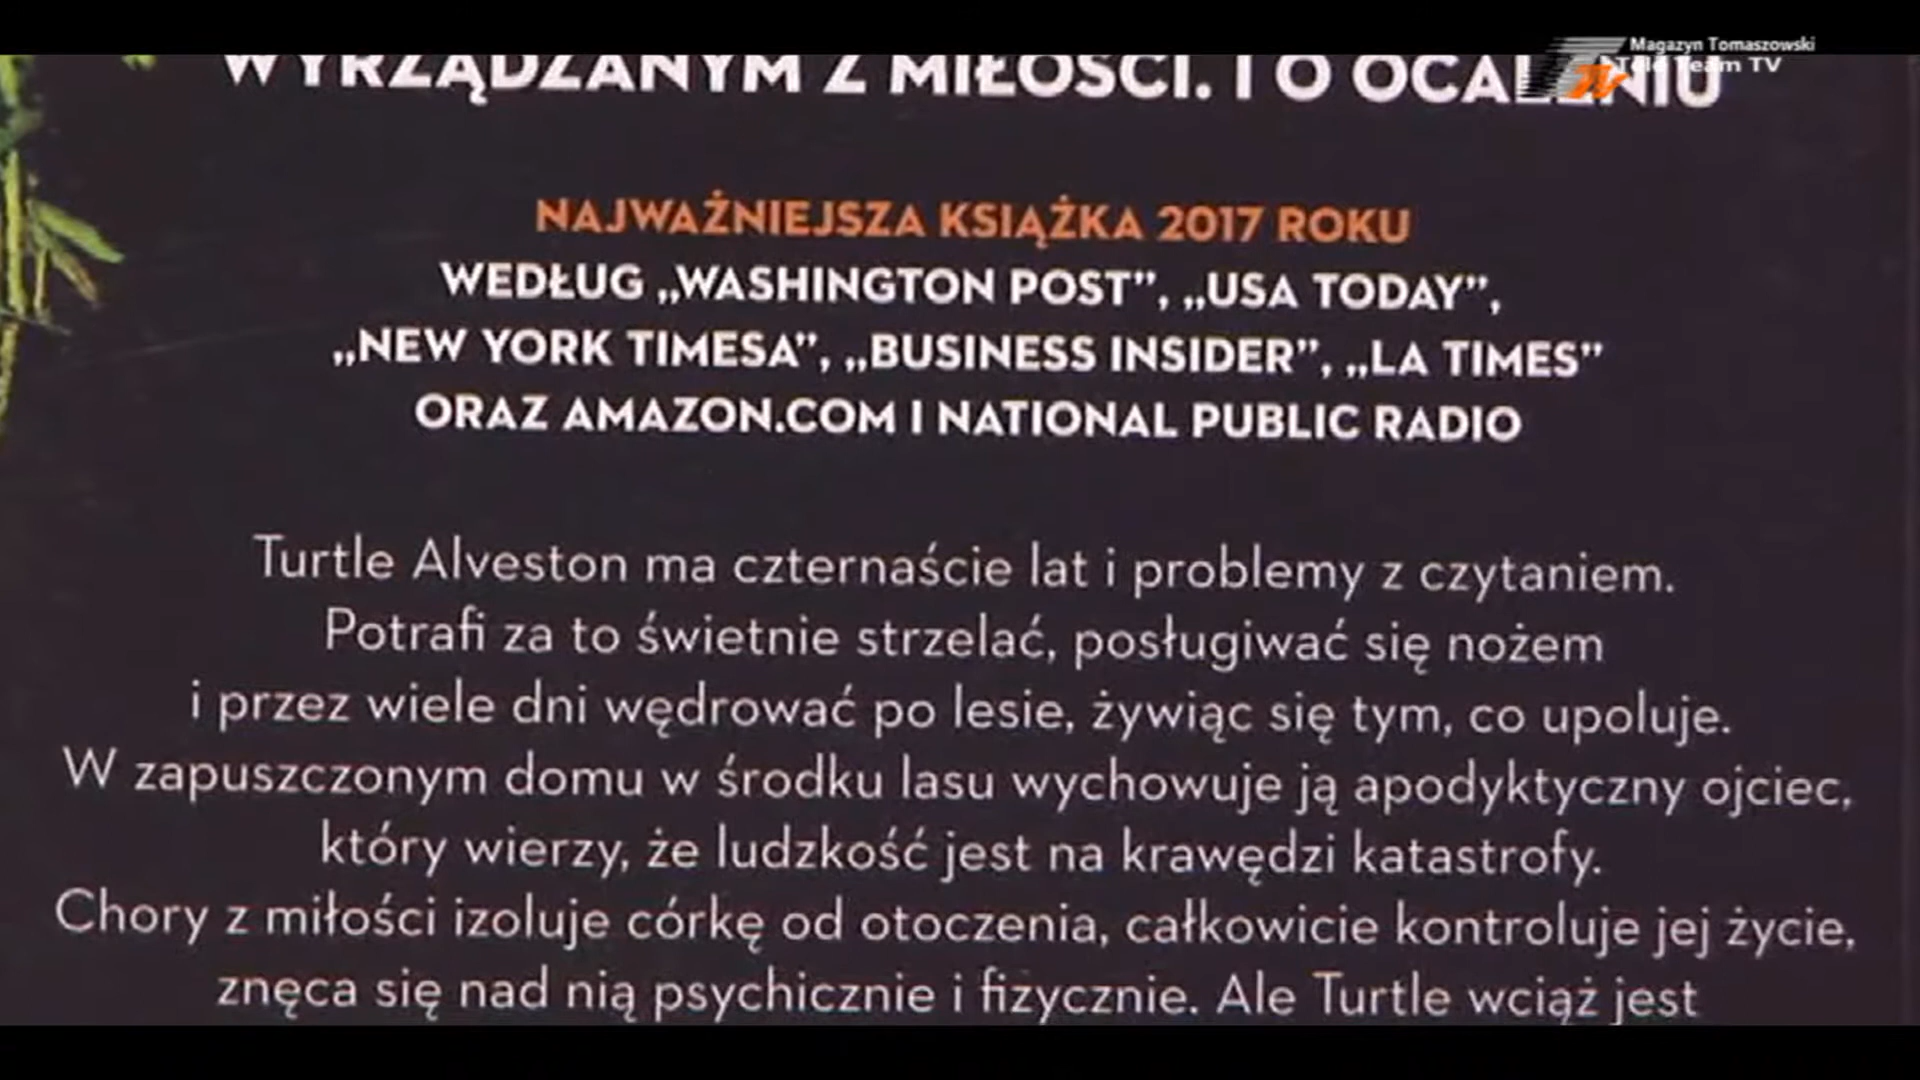 Magazyn Tomaszowski
Tele Team TV
WYRZĄDZANYM Z MIŁOŚCI. I O OCALENIU
NAJWAŻNIEJSZA KSIĄŻKA 2017 ROKU
WEDŁUG „WASHINGTON POST”, „USA TODAY”,
„NEW YORK TIMESA”, „BUSINESS INSIDER”, „LA TIMES”
ORAZ AMAZON.COM I NATIONAL PUBLIC RADIO
Turtle Alveston ma czternaście lat i problemy z czytaniem.
Potrafi za to świetnie strzelać, posługiwać się nożem
i przez wiele dni wędrować po lesie, żywiąc się tym, co upoluje.
W zapuszczonym domu w środku lasu wychowuje ją apodyktyczny ojciec,
który wierzy, że ludzkość jest na krawędzi katastrofy.
Chory z miłości izoluje córkę od otoczenia, całkowicie kontroluje jej życie,
znęca się nad nią psychicznie i fizycznie. Ale Turtle wciąż jest